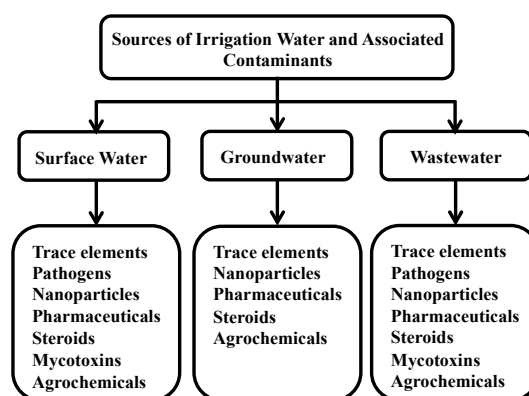 Sources of Irrigation Water and Associated
Contaminants
Surface Water
Groundwater
Wastewater
Trace elements
Pathogens
Nanoparticles
Pharmaceuticals
Steroids
Mycotoxins
Agrochemicals
Trace elements
Nanoparticles
Pharmaceuticals
Steroids
Agrochemicals
Trace elements
Pathogens
Nanoparticles
Pharmaceuticals
Steroids
Mycotoxins
Agrochemicals